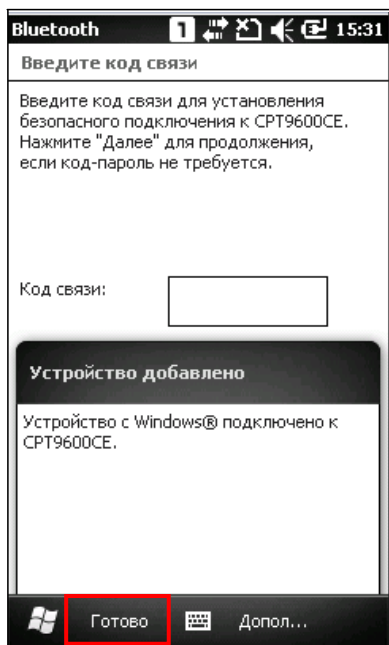 Bluetooth 1 15:31
Введите код связи
Введите код связи для установления
безопасного подключения к CPT9600CE.
Нажмите "Далее" для продолжения,
если код-пароль не требуется.
Код связи:
Устройство добавлено
Устройство с Windows® подключено к
CPT9600CE.
Готово Допол...